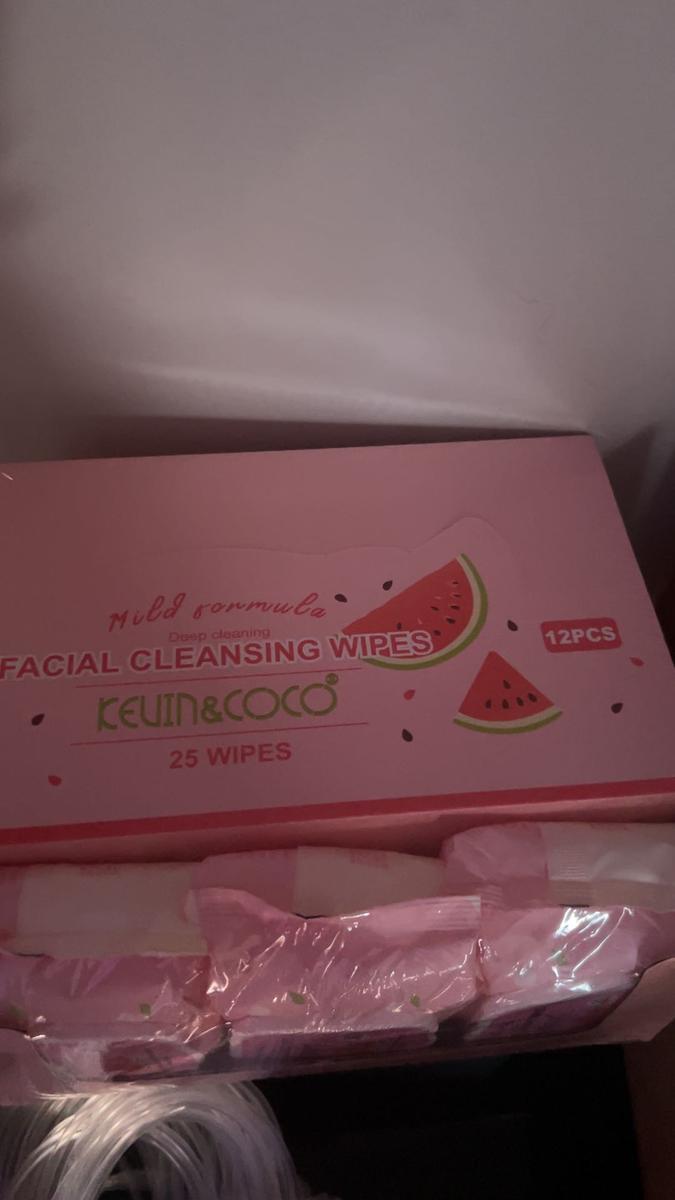 Mild formula
Deep cleaning
FACIAL CLEANSING WIPES
12PCS
KEVIN&COCO
25 WIPES